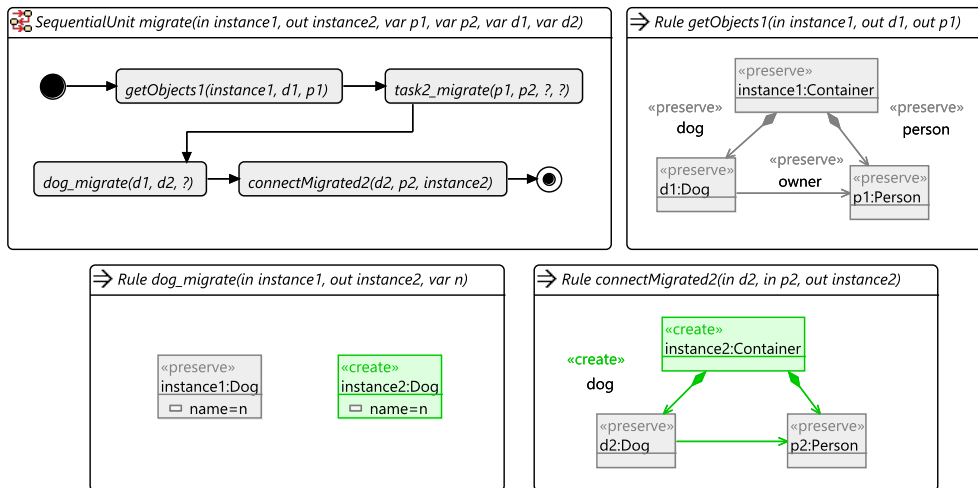 SequentialUnit migrate(in instance1, out instance2, var p1, var p2, var d1, var d2)
getObjects1(instance1, d1, p1)
task2_migrate(p1, p2, ?, ?)
dog_migrate(d1, d2, ?)
connectMigrated2(d2, p2, instance2)
Rule getObjects1(in instance1, out d1, out p1)
«preserve»
instance1:Container
«preserve»
dog
«preserve»
person
«preserve»
owner
«preserve»
d1:Dog
«preserve»
p1:Person
Rule dog_migrate(in instance1, out instance2, var n)
«preserve»
instance1:Dog
name=n
«create»
instance2:Dog
name=n
Rule connectMigrated2(in d2, in p2, out instance2)
«create»
instance2:Container
«create»
dog
«preserve»
d2:Dog
«preserve»
p2:Person